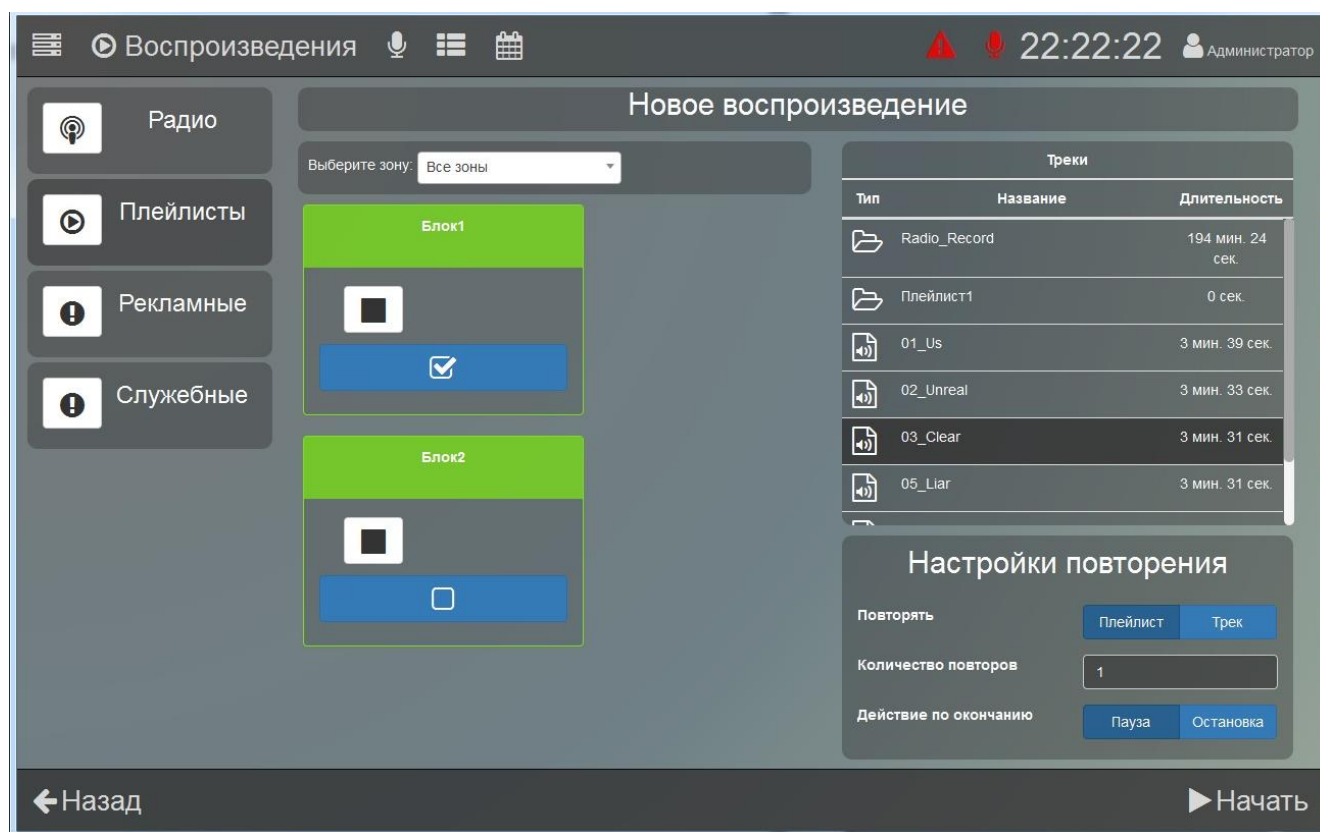 Воспроизведения
22:22:22
Администратор
Радио
Плейлисты
Рекламные
Служебные
Новое воспроизведение
Выберите зону: Все зоны
Блок1
Блок2
Треки
Тип Название Длительность
Radio_Record 194 мин. 24
сек.
Плейлист1 0 сек.
01_Us 3 мин. 39 сек.
02_Unreal 3 мин. 33 сек.
03_Clear 3 мин. 31 сек.
05_Liar 3 мин. 31 сек.
Настройки повторения
Повторять Плейлист Трек
Количество повторов 1
Действие по окончанию Пауза Остановка
Назад
Начать